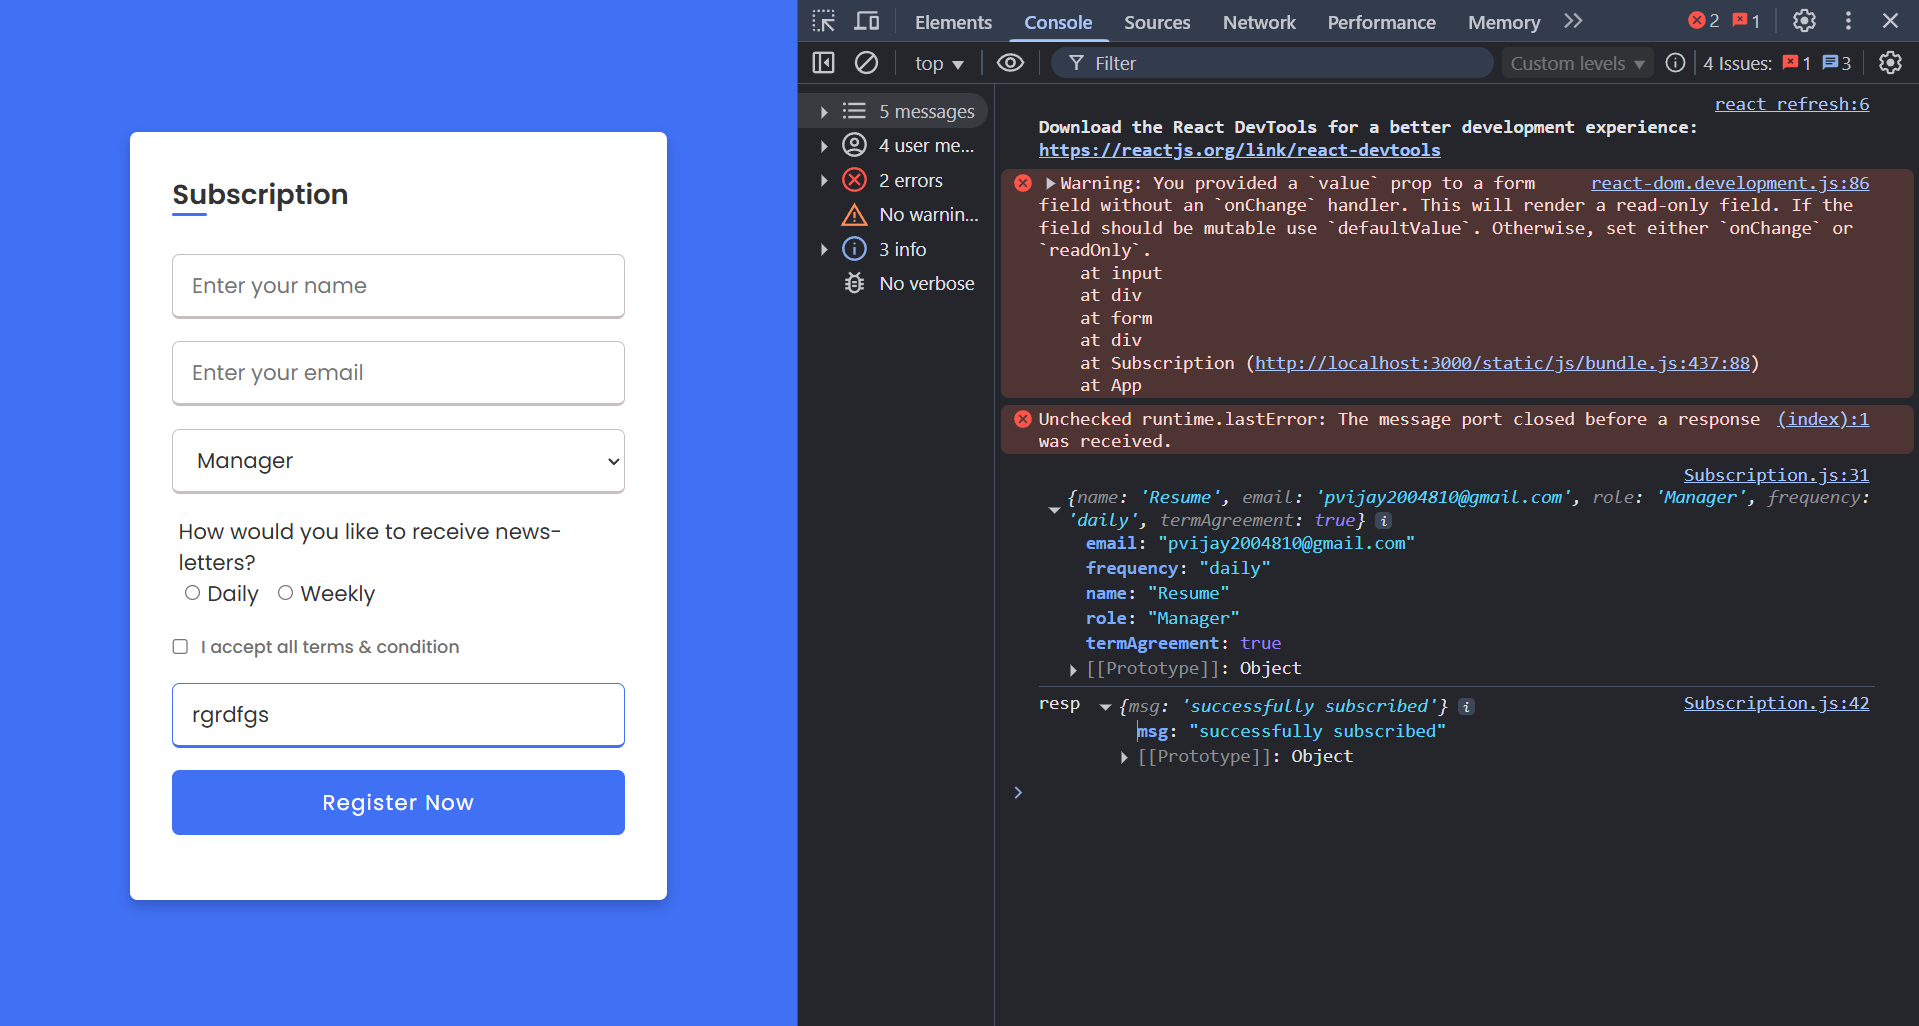 Subscription
Enter your name
Enter your email
Manager
How would you like to receive news-
letters?
Daily Weekly
I accept all terms & condition
rgrdfgs
Register Now
Elements Console Sources Network Performance Memory 2 1
top Filter Custom levels 4 Issues: 1 3
5 messages
4 user me...
2 errors
No warnin...
3 info
No verbose
react refresh:6
Download the React DevTools for a better development experience:
https://reactjs.org/link/react-devtools
Warning: You provided a `value` prop to a form react-dom.development.js:86
field without an `onChange` handler. This will render a read-only field. If the
field should be mutable use `defaultValue`. Otherwise, set either `onChange` or
`readOnly`.
at input
at div
at form
at div
at Subscription (http://localhost:3000/static/js/bundle.js:437:88)
at App
Unchecked runtime.lastError: The message port closed before a response (index):1
was received.
Subscription.js:31
{name: 'Resume', email: 'pvijay2004810@gmail.com', role: 'Manager', frequency:
'daily', termAgreement: true} i
email: "pvijay2004810@gmail.com"
frequency: "daily"
name: "Resume"
role: "Manager"
termAgreement: true
[[Prototype]]: Object
resp {msg: 'successfully subscribed'} i Subscription.js:42
msg: "successfully subscribed"
[[Prototype]]: Object